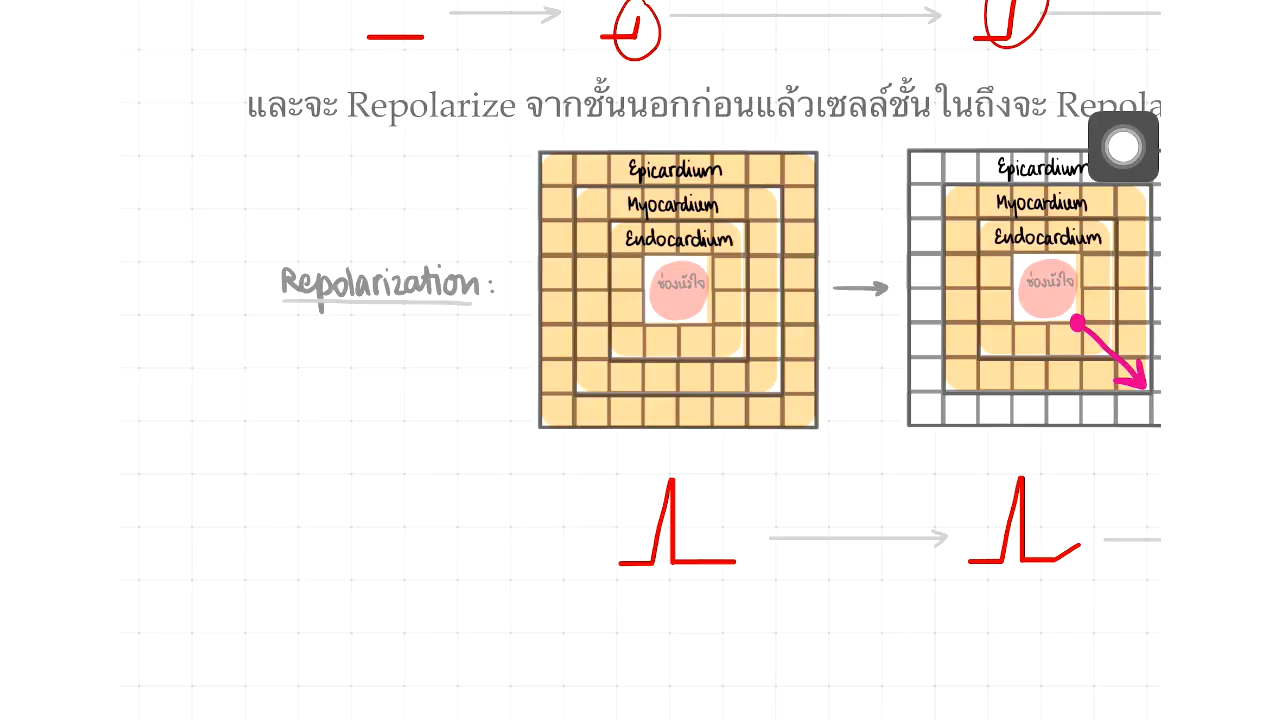 และจะ Repolarize จากชั้นนอกก่อนแล้วเซลล์ชั้นในถึงจะ Repola
Epicardium
Myocardium
Endocardium
ช่องหัวใจ
Epicardium
Myocardium
Endocardium
ช่องหัวใจ
Repolarization: